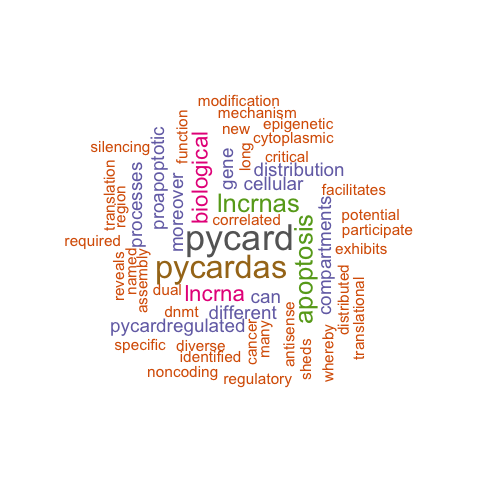 modification
mechanism
function
new
epigenetic
cytoplasmic
silencing
long
critical
proapoptotic
biological
gene
distribution
cellular
translation
region
processes
moreover
lncrnas
facilitates
correlated
potential
participate
required
pycard
exhibits
apoptosis
compartments
reveals
named
assembly
pycardas
dual
lncrna
can
distributed
translational
dnmt
different
pycardregulated
cancer
many
antisense
sheds
whereby
specific
diverse
identified
noncoding
regulatory